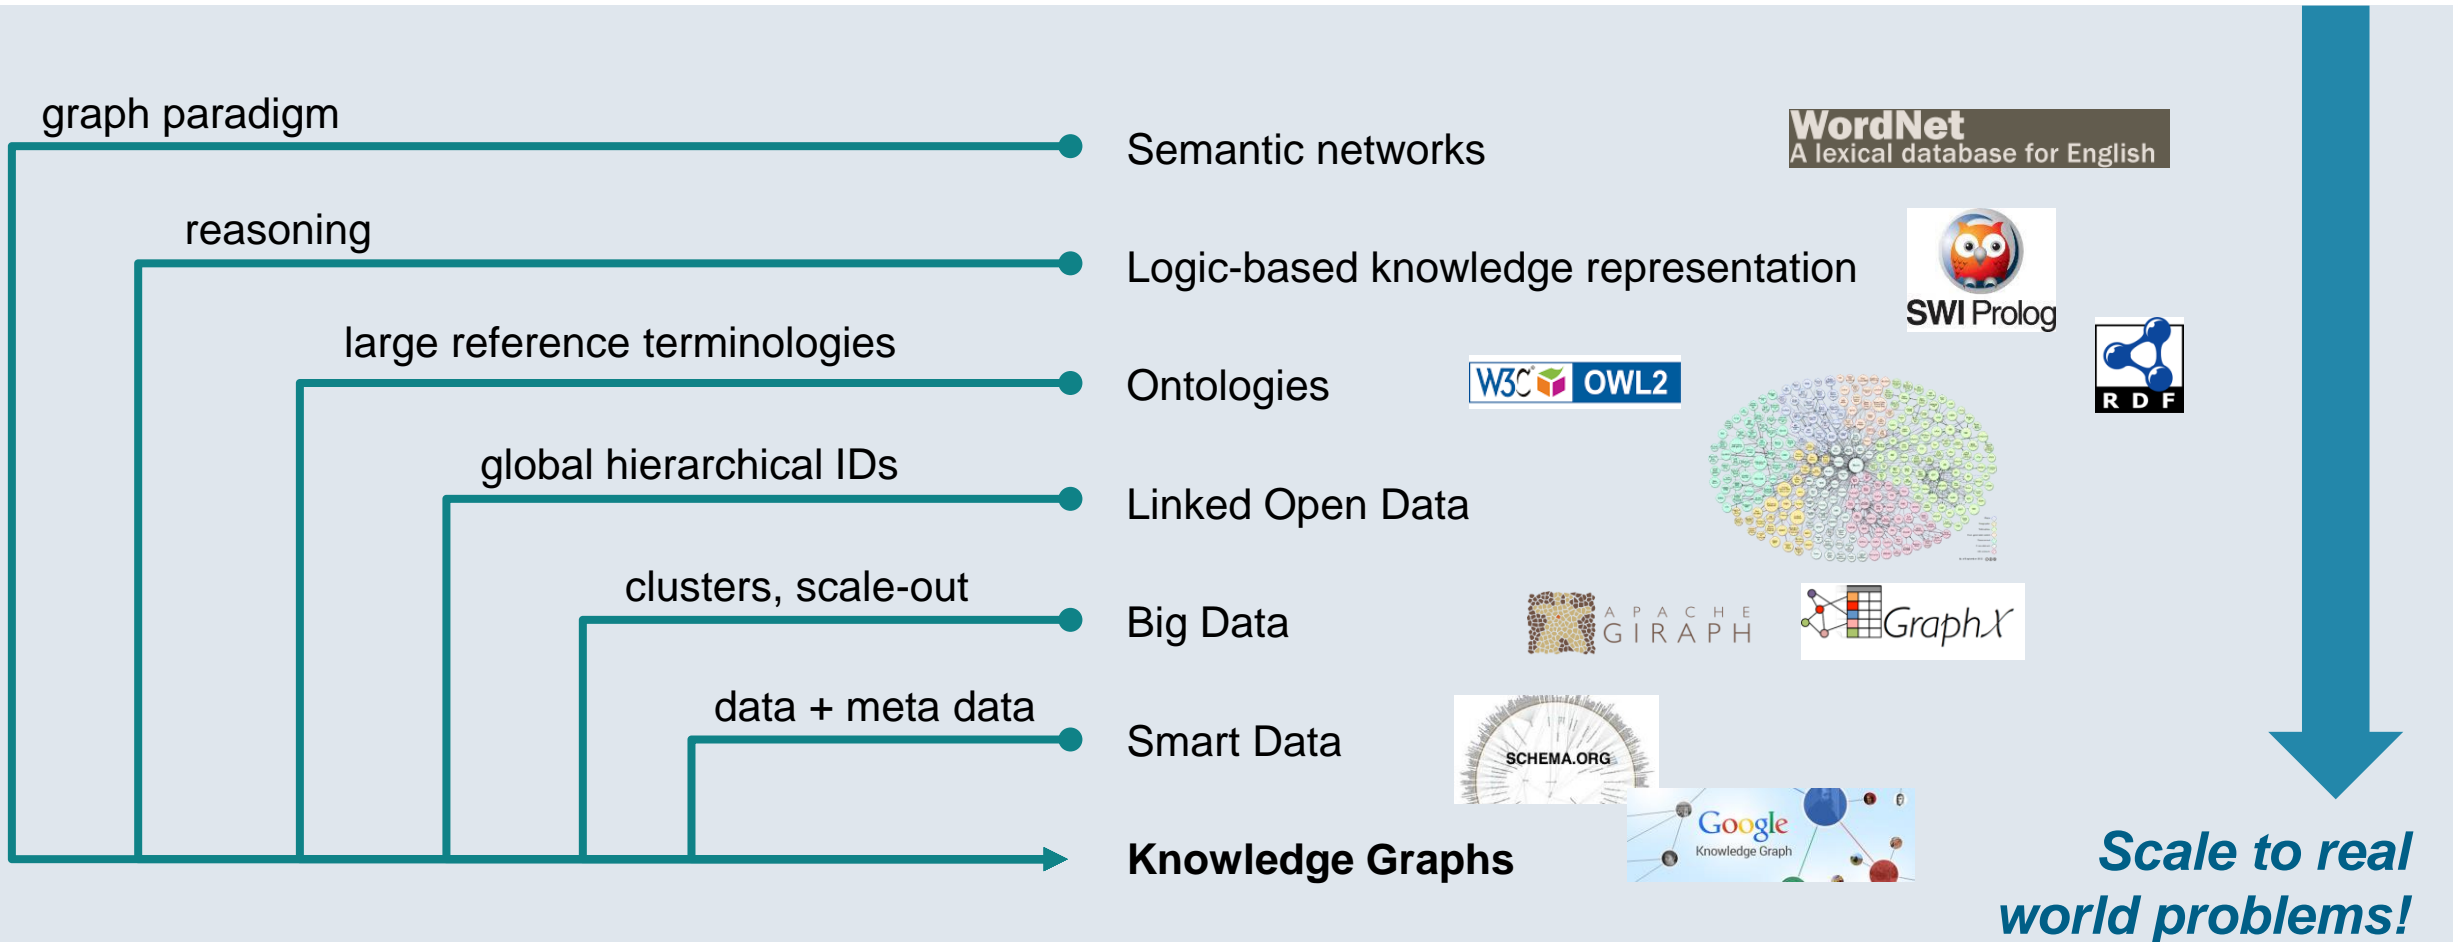 graph paradigm
Semantic networks
WordNet
A lexical database for English
reasoning
Logic-based knowledge representation
SWI Prolog
large reference terminologies
Ontologies
W3C OWL2
RDF
global hierarchical IDs
Linked Open Data
clusters, scale-out
Big Data
APACHE
GIRAPH
GraphX
data + meta data
Smart Data
SCHEMA.ORG
Knowledge Graphs
Google
Knowledge Graph
Scale to real
world problems!